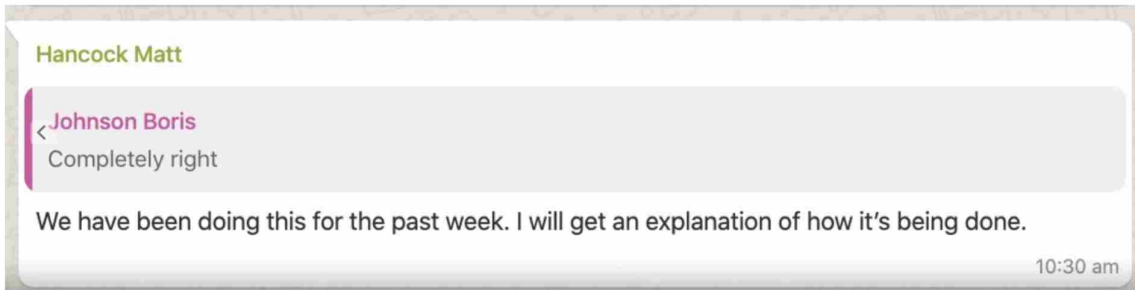 Hancock Matt
Johnson Boris
Completely right
We have been doing this for the past week. I will get an explanation of how it's being done.
10:30 am